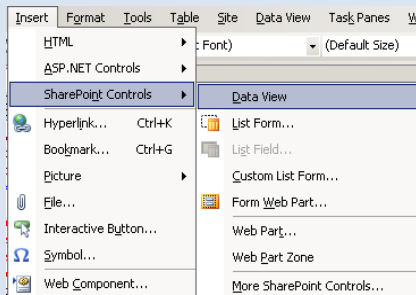 Insert Format Tools Table Site Data View Task Panes
HTML : Font) (Default Size)
ASP.NET Controls
SharePoint Controls Data View
Hyperlink... Ctrl+K List Form...
Bookmark... Ctrl+G List Field...
Picture Custom List Form...
File... Form Web Part...
Interactive Button... Web Part...
Symbol... Web Part Zone
Web Component... More SharePoint Controls...